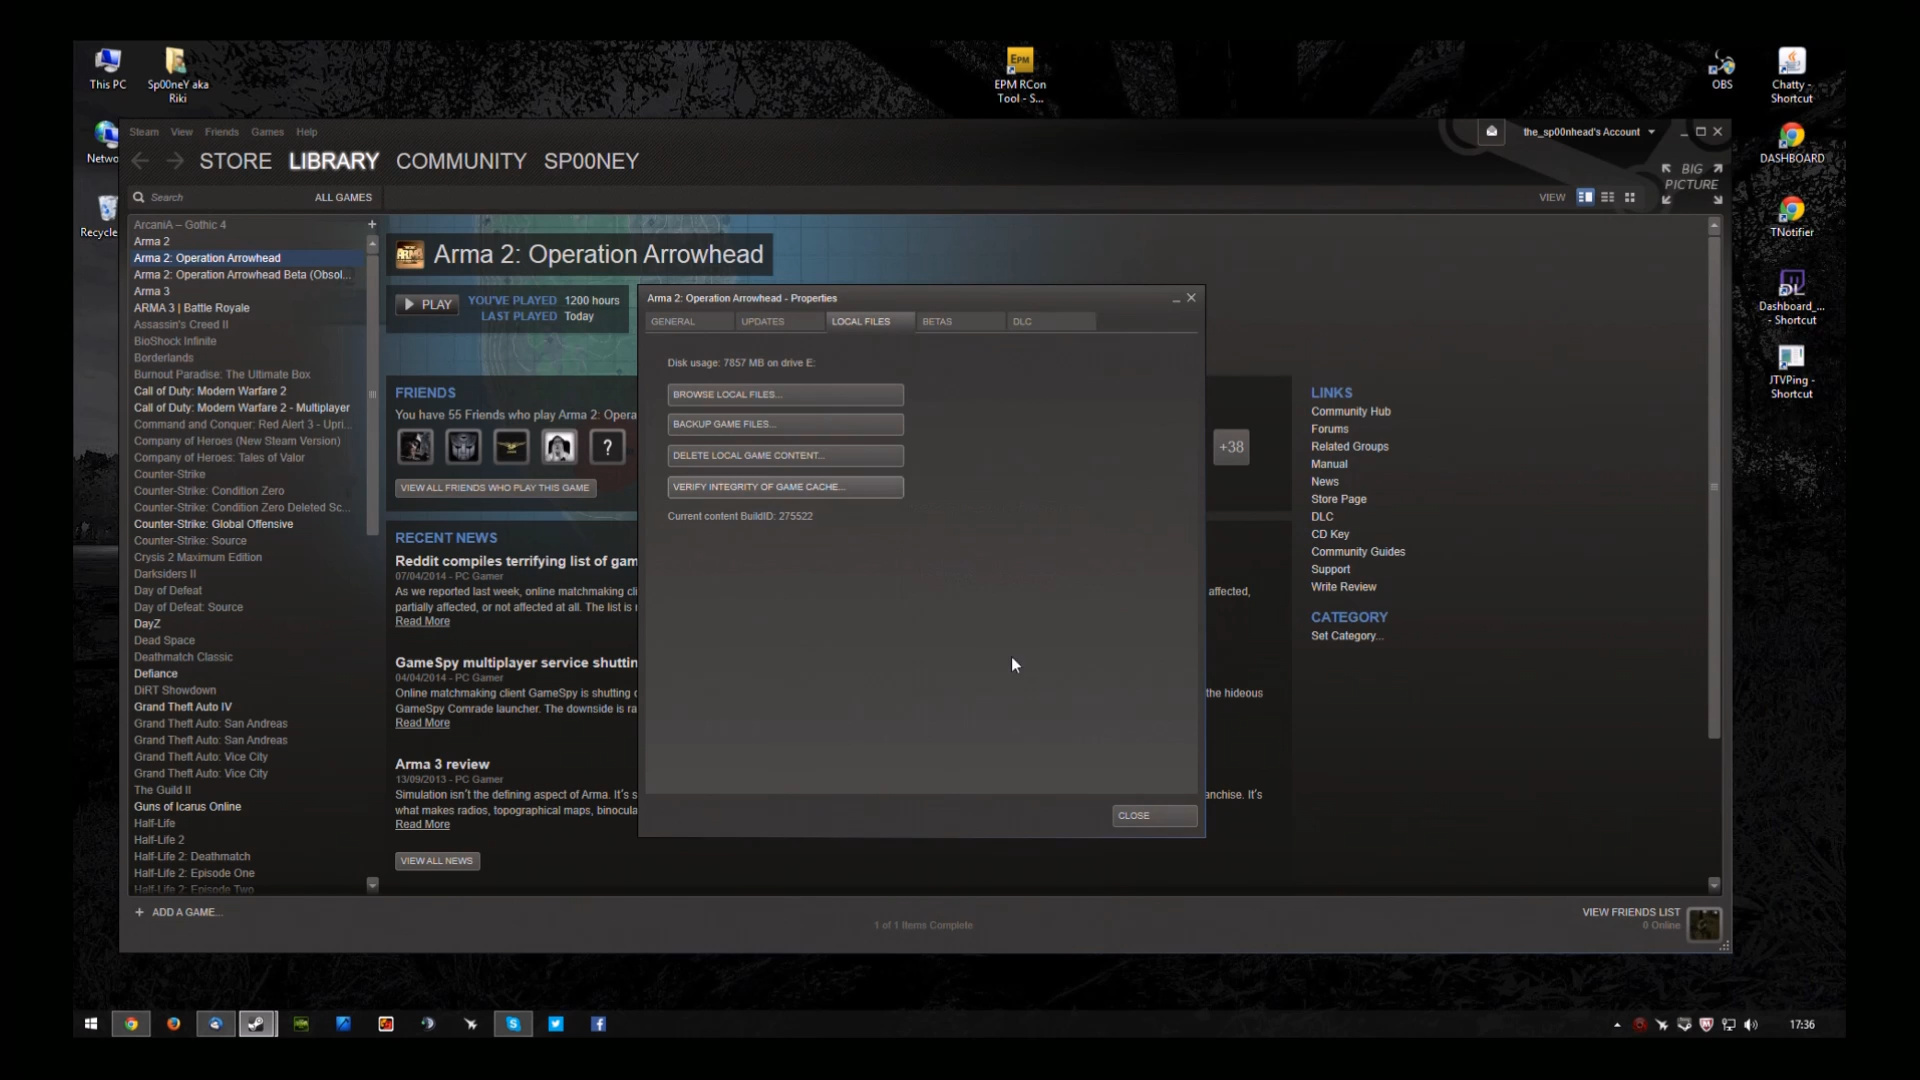 This PC
Sp00neY aka
Riki
EPM
EPM RCon
Tool - S...
OBS
Chatty -
Shortcut
Netwo
DASHBOARD
Recycle
TNotifier
DL
Dashboard_...
- Shortcut
JTVPing -
Shortcut
Steam View Friends Games Help
the_sp00nhead's Account
STORE LIBRARY COMMUNITY SP00NEY
BIG
PICTURE
Search
ALL GAMES
VIEW
ArcaniA – Gothic 4
Arma 2
Arma 2: Operation Arrowhead
Arma 2: Operation Arrowhead Beta (Obsol...
Arma 3
ARMA 3 | Battle Royale
Assassin's Creed II
BioShock Infinite
Borderlands
Burnout Paradise: The Ultimate Box
Call of Duty: Modern Warfare 2
Call of Duty: Modern Warfare 2 - Multiplayer
Command and Conquer: Red Alert 3 - Upri...
Company of Heroes (New Steam Version)
Company of Heroes: Tales of Valor
Counter-Strike
Counter-Strike: Condition Zero
Counter-Strike: Condition Zero Deleted Sc...
Counter-Strike: Global Offensive
Counter-Strike: Source
Crysis 2 Maximum Edition
Darksiders II
Day of Defeat
Day of Defeat: Source
DayZ
Dead Space
Deathmatch Classic
Defiance
DiRT Showdown
Grand Theft Auto IV
Grand Theft Auto: San Andreas
Grand Theft Auto: San Andreas
Grand Theft Auto: Vice City
Grand Theft Auto: Vice City
The Guild II
Guns of Icarus Online
Half-Life
Half-Life 2
Half-Life 2: Deathmatch
Half-Life 2: Episode One
Half-Life 2: Episode Two
+ ADD A GAME...
Arma 2: Operation Arrowhead
PLAY
YOU'VE PLAYED 1200 hours
LAST PLAYED Today
FRIENDS
You have 55 Friends who play Arma 2: Opera
?
+38
VIEW ALL FRIENDS WHO PLAY THIS GAME
RECENT NEWS
Reddit compiles terrifying list of gam
07/04/2014 - PC Gamer
As we reported last week, online matchmaking cli
affected,
partially affected, or not affected at all. The list is
Read More
GameSpy multiplayer service shuttin
04/04/2014 - PC Gamer
Online matchmaking client GameSpy is shutting
the hideous
GameSpy Comrade launcher. The downside is ra
Read More
Arma 3 review
13/09/2013 - PC Gamer
Simulation isn't the defining aspect of Arma. It's s
anchise. It's
what makes radios, topographical maps, binocula
Read More
VIEW ALL NEWS
Arma 2: Operation Arrowhead - Properties
GENERAL UPDATES LOCAL FILES BETAS DLC
Disk usage: 7857 MB on drive E:
BROWSE LOCAL FILES...
BACKUP GAME FILES...
DELETE LOCAL GAME CONTENT...
VERIFY INTEGRITY OF GAME CACHE...
Current content BuildID: 275522
CLOSE
LINKS
Community Hub
Forums
Related Groups
Manual
News
Store Page
DLC
CD Key
Community Guides
Support
Write Review
CATEGORY
Set Category...
1 of 1 Items Complete
VIEW FRIENDS LIST
0 Online
17:36